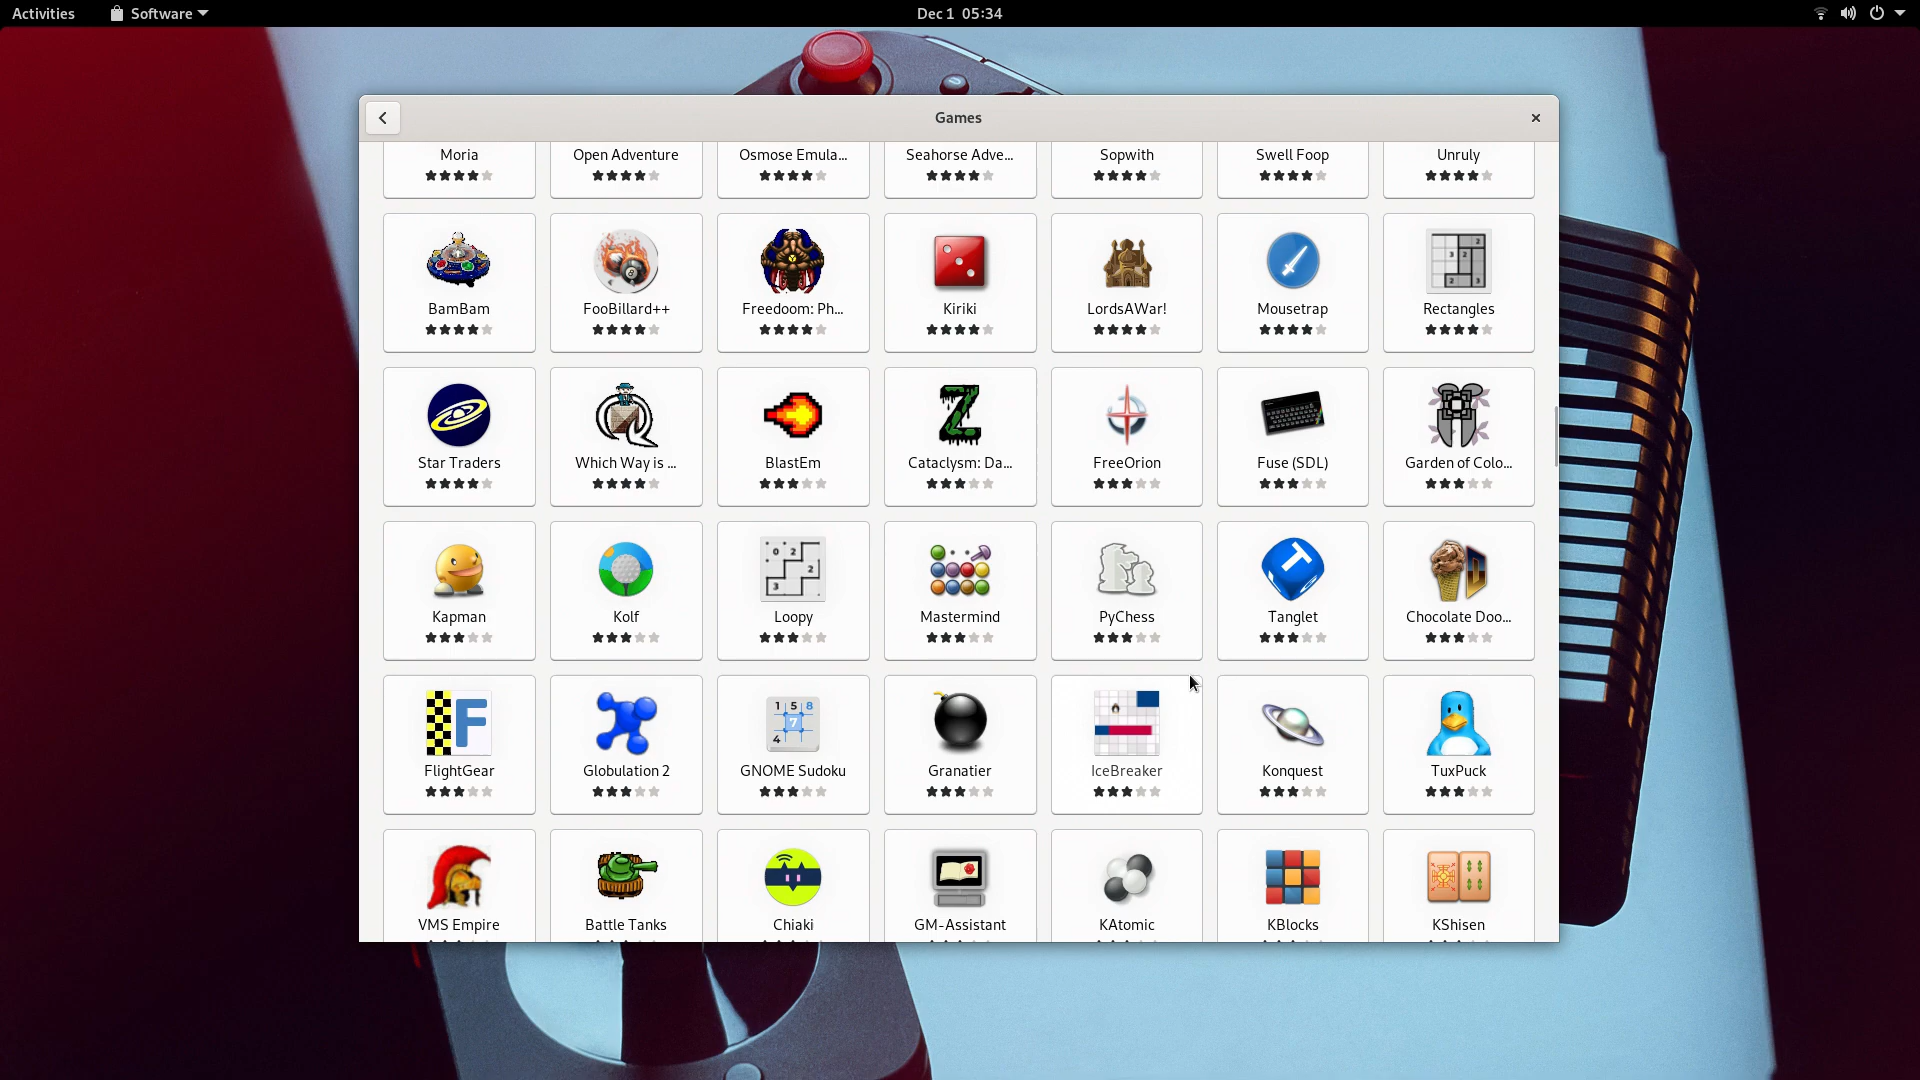 Activities Software Dec 1 05:34
Games
Moria Open Adventure Osmose Emula... Seahorse Adve... Sopwith Swell Foop Unruly
BamBam FooBillard++ Freedoom: Ph... Kiriki LordsAWar! Mousetrap Rectangles
Star Traders Which Way is ... BlastEm Cataclysm: Da... FreeOrion Fuse (SDL) Garden of Colo...
Kapman Kolf Loopy Mastermind PyChess Tanglet Chocolate Doo...
FlightGear Globulation 2 GNOME Sudoku Granatier IceBreaker Konquest TuxPuck
VMS Empire Battle Tanks Chiaki GM-Assistant KAtomic KBlocks KShisen